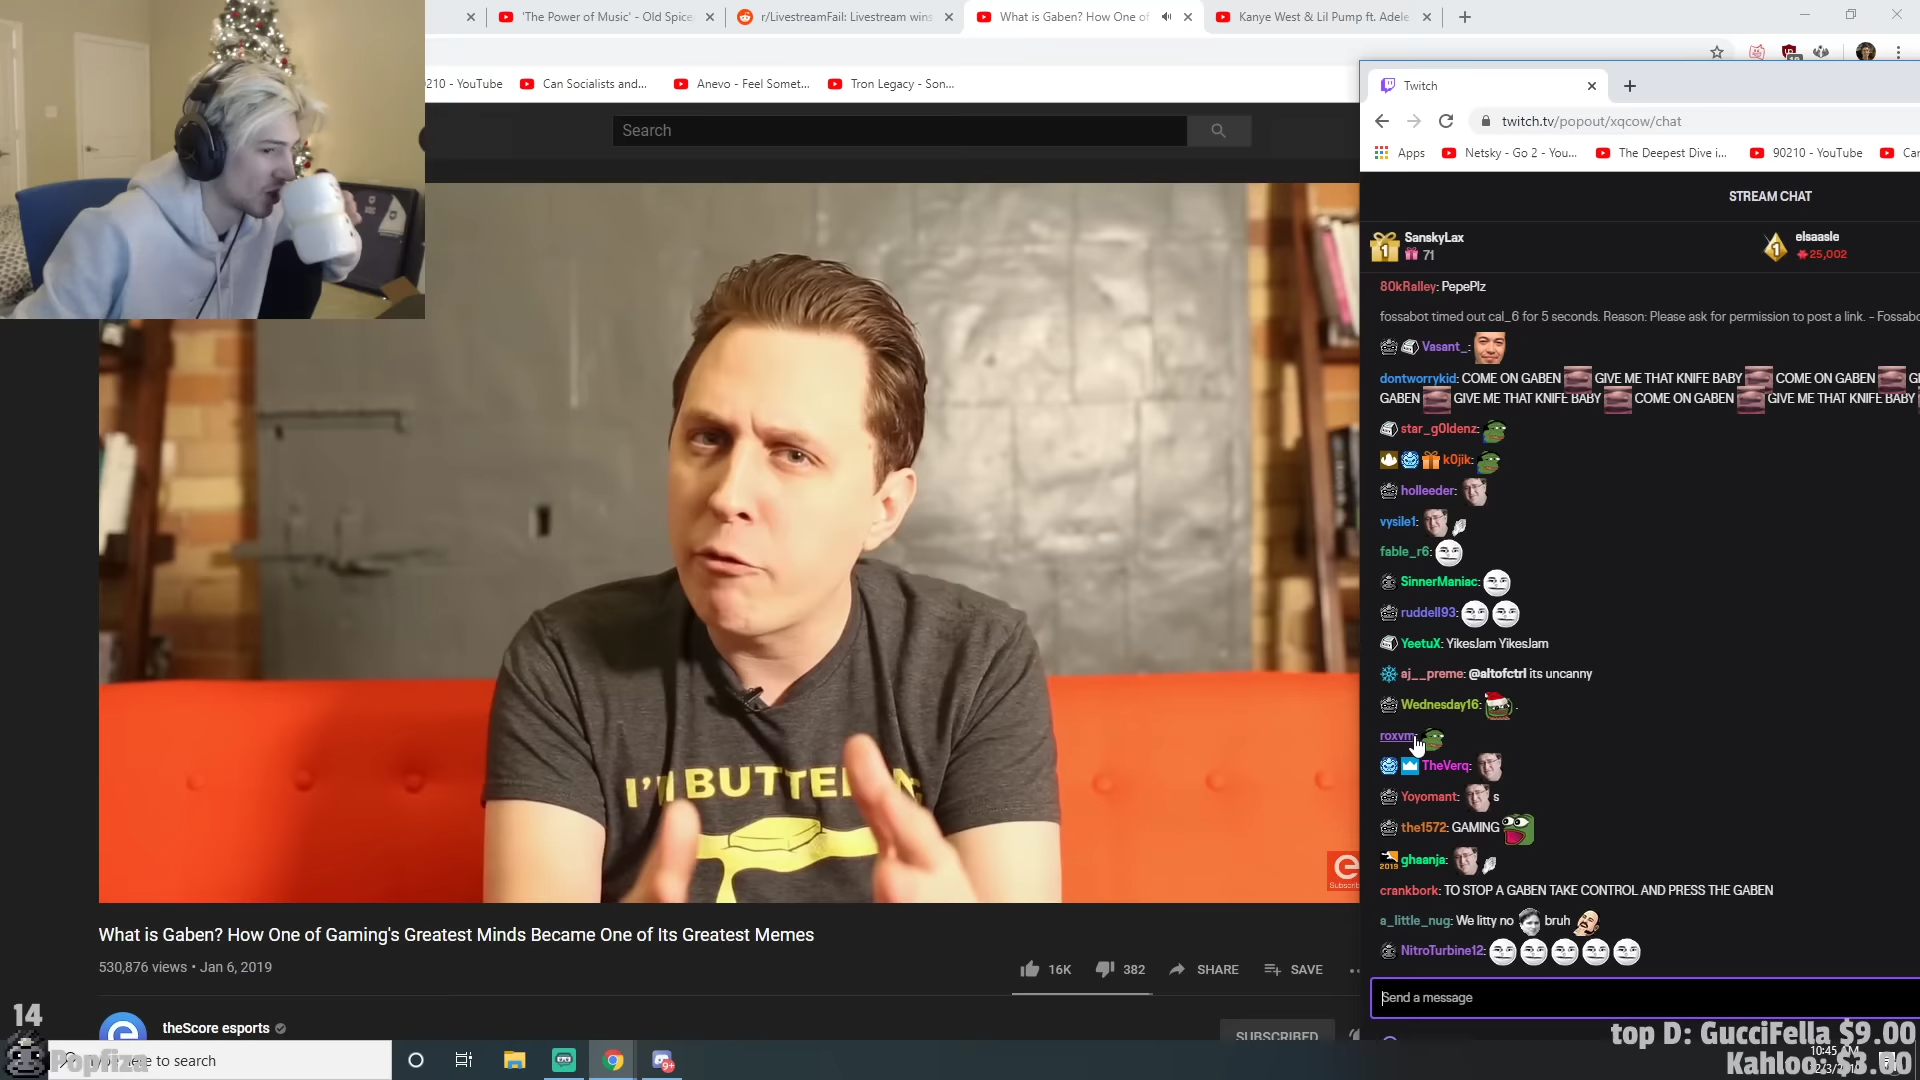 'The Power of Music' - Old Spice
r/LivestreamFail: Livestream wins
What is Gaben? How One of
Kanye West & Lil Pump ft. Adele
210 - YouTube
Can Socialists and...
Anevo - Feel Somet...
Tron Legacy - Son...
Search
Twitch
twitch.tv/popout/xqcow/chat
Apps
Netsky - Go 2 - You...
The Deepest Dive i...
90210 - YouTube
STREAM CHAT
SanskyLax
71
elsaasle
25,002
80kRalley: PepePlz
fossabot timed out cal_6 for 5 seconds. Reason: Please ask for permission to post a link. -
Vasant_:
dontworrykid: COME ON GABEN GIVE ME THAT KNIFE BABY COME ON GABEN
GABEN GIVE ME THAT KNIFE BABY COME ON GABEN GIVE ME THAT KNIFE BABY
star_g0ldenz:
k0jik:
holleeder:
vysile1:
fable_r6:
SinnerManiac:
ruddell93:
YeetuX: YikesJam YikesJam
aj__preme: @altofctrl its uncanny
Wednesday16: .
roxvm:
TheVerq:
Yoyomant: s
the1572: GAMING
2019 ghaanja:
crankbork: TO STOP A GABEN TAKE CONTROL AND PRESS THE GABEN
a_little_nug: We litty no bruh
NitroTurbine12:
Send a message
What is Gaben? How One of Gaming's Greatest Minds Became One of Its Greatest Memes
530,876 views • Jan 6, 2019
16K
382
SHARE
SAVE
theScore esports
SUBSCRIBED
14
Popfiza
to search
9+
top D: GucciFella $9.00
Kahloo: $3.00
10:45